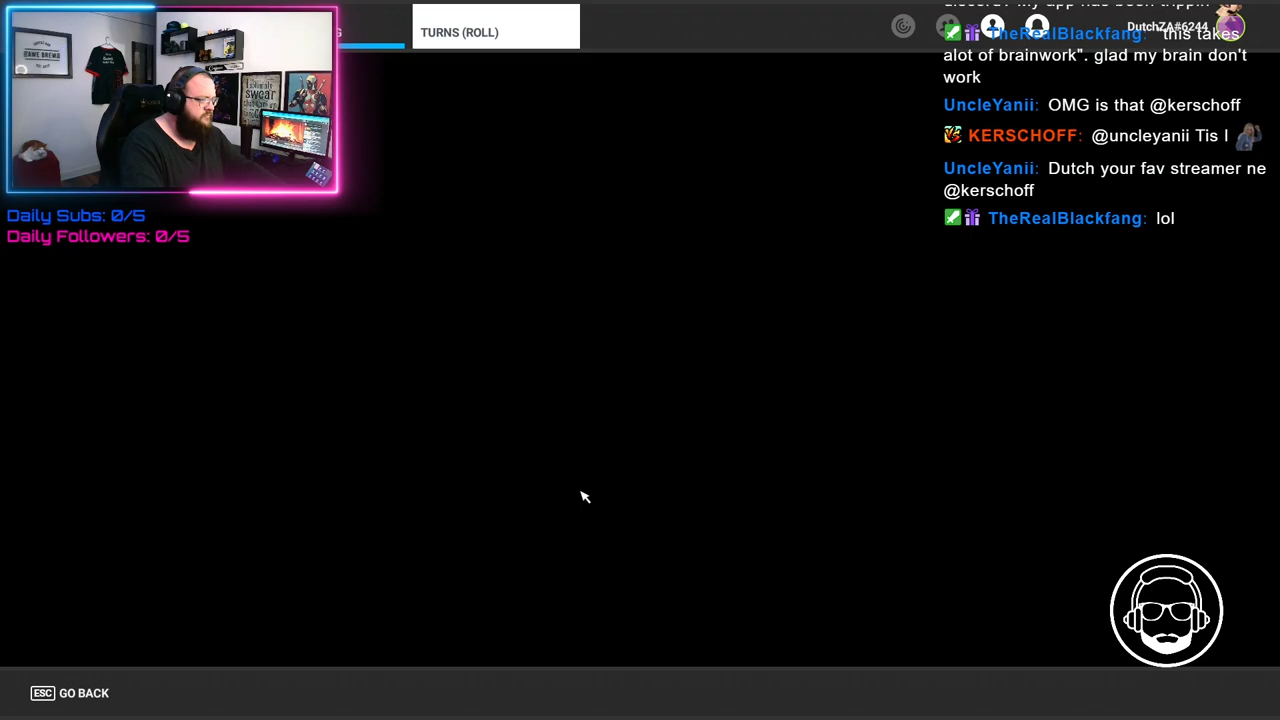 G
TURNS (ROLL)
DutchZA#6244
TheRealBlackfang: "this takes
alot of brainwork". glad my brain don't
work
UncleYanii: OMG is that @kerschoff
KERSCHOFF: @uncleyanii Tis I
UncleYanii: Dutch your fav streamer ne
@kerschoff
TheRealBlackfang: lol
swear
Daily Subs: 0/5
Daily Followers: 0/5
ESC GO BACK